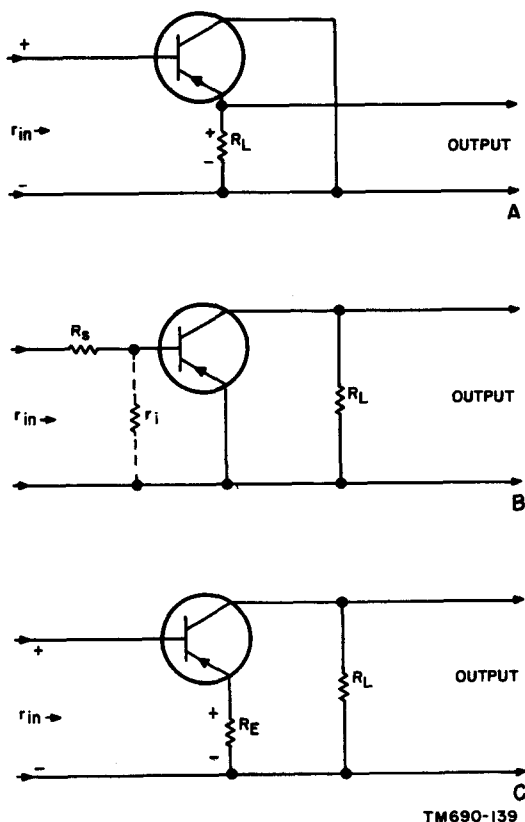 +
r_in →
+
R_L
-
OUTPUT
-
A
R_s
r_in →
r_i
R_L
OUTPUT
B
+
r_in →
+
R_E
-
R_L
OUTPUT
-
C
TM690-139